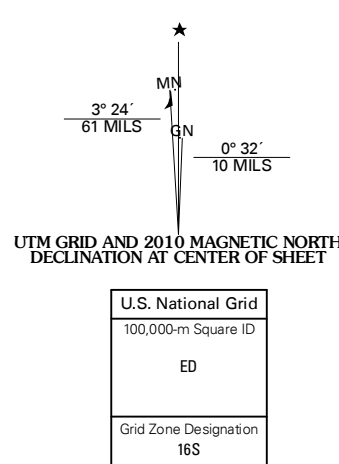 ★
MN
3° 24´
61 MILS
GN
0° 32´
10 MILS
UTM GRID AND 2010 MAGNETIC NORTH
DECLINATION AT CENTER OF SHEET
U.S. National Grid
100,000-m Square ID
ED
Grid Zone Designation
16S